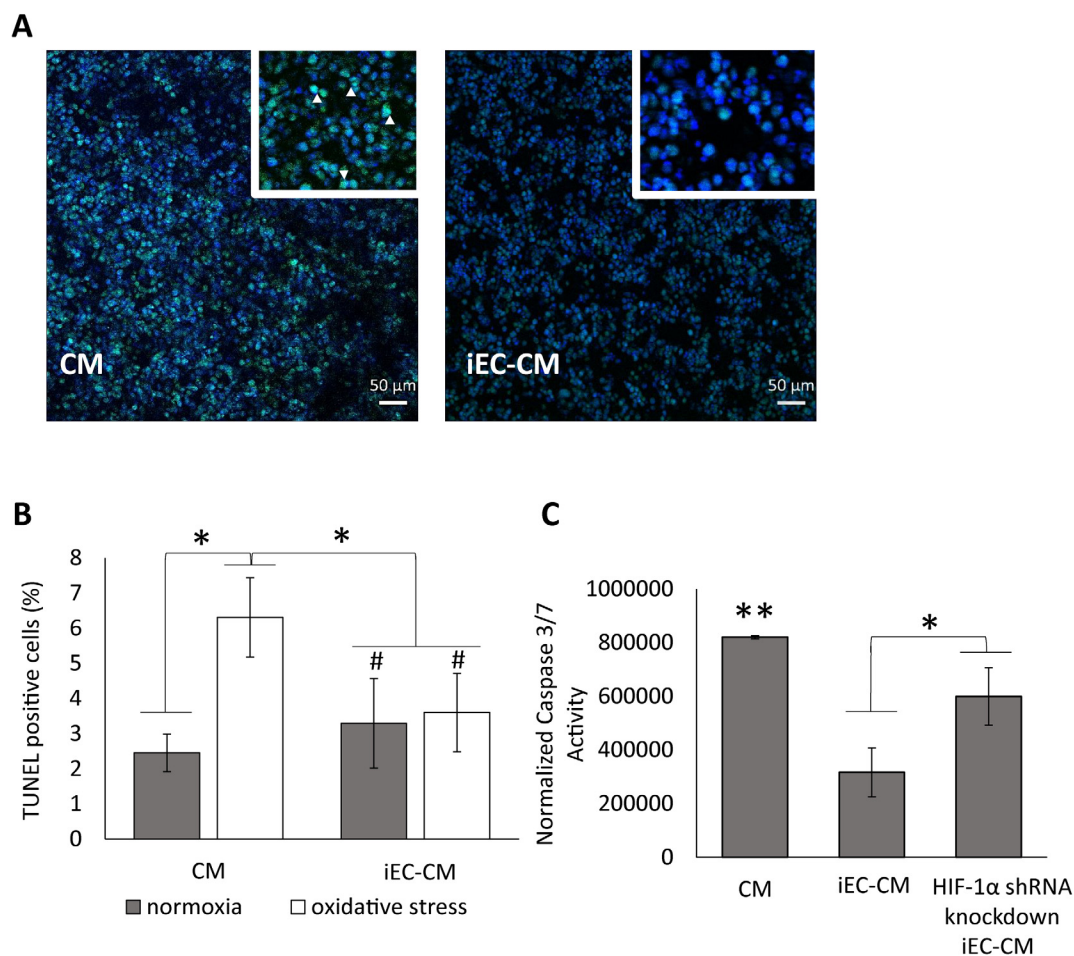 A
CM
50 µm
iEC-CM
50 µm
B
*
*
TUNEL positive cells (%)
8
7
6
5
4
3
2
1
0
#
#
CM
iEC-CM
normoxia
oxidative stress
C
Normalized Caspase 3/7
Activity
1000000
800000
600000
400000
200000
0
**
*
CM
iEC-CM
HIF-1α shRNA
knockdown
iEC-CM